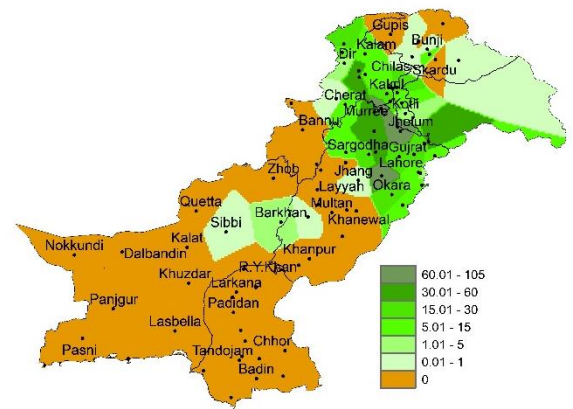 Gupis
Kalam
Bunji
Dir
Chilas
Skardu
Kakul
Cherat
Kotli
Murree
Bannu
Jhelum
Sargodha
Gujrat
Lahore
Zhob
Jhang
Layyah
Okara
Quetta
Multan
Barkhan
Khanewal
Sibbi
Kalat
Nokkundi
Khanpur
Dalbandin
R.Y.Khan
60.01 - 105
Khuzdar
Larkana
30.01 - 60
Panjgur
Padidan
15.01 - 30
Lasbella
5.01 - 15
Pasni
Chhor
1.01 - 5
Tandojam
0.01 - 1
Badin
0